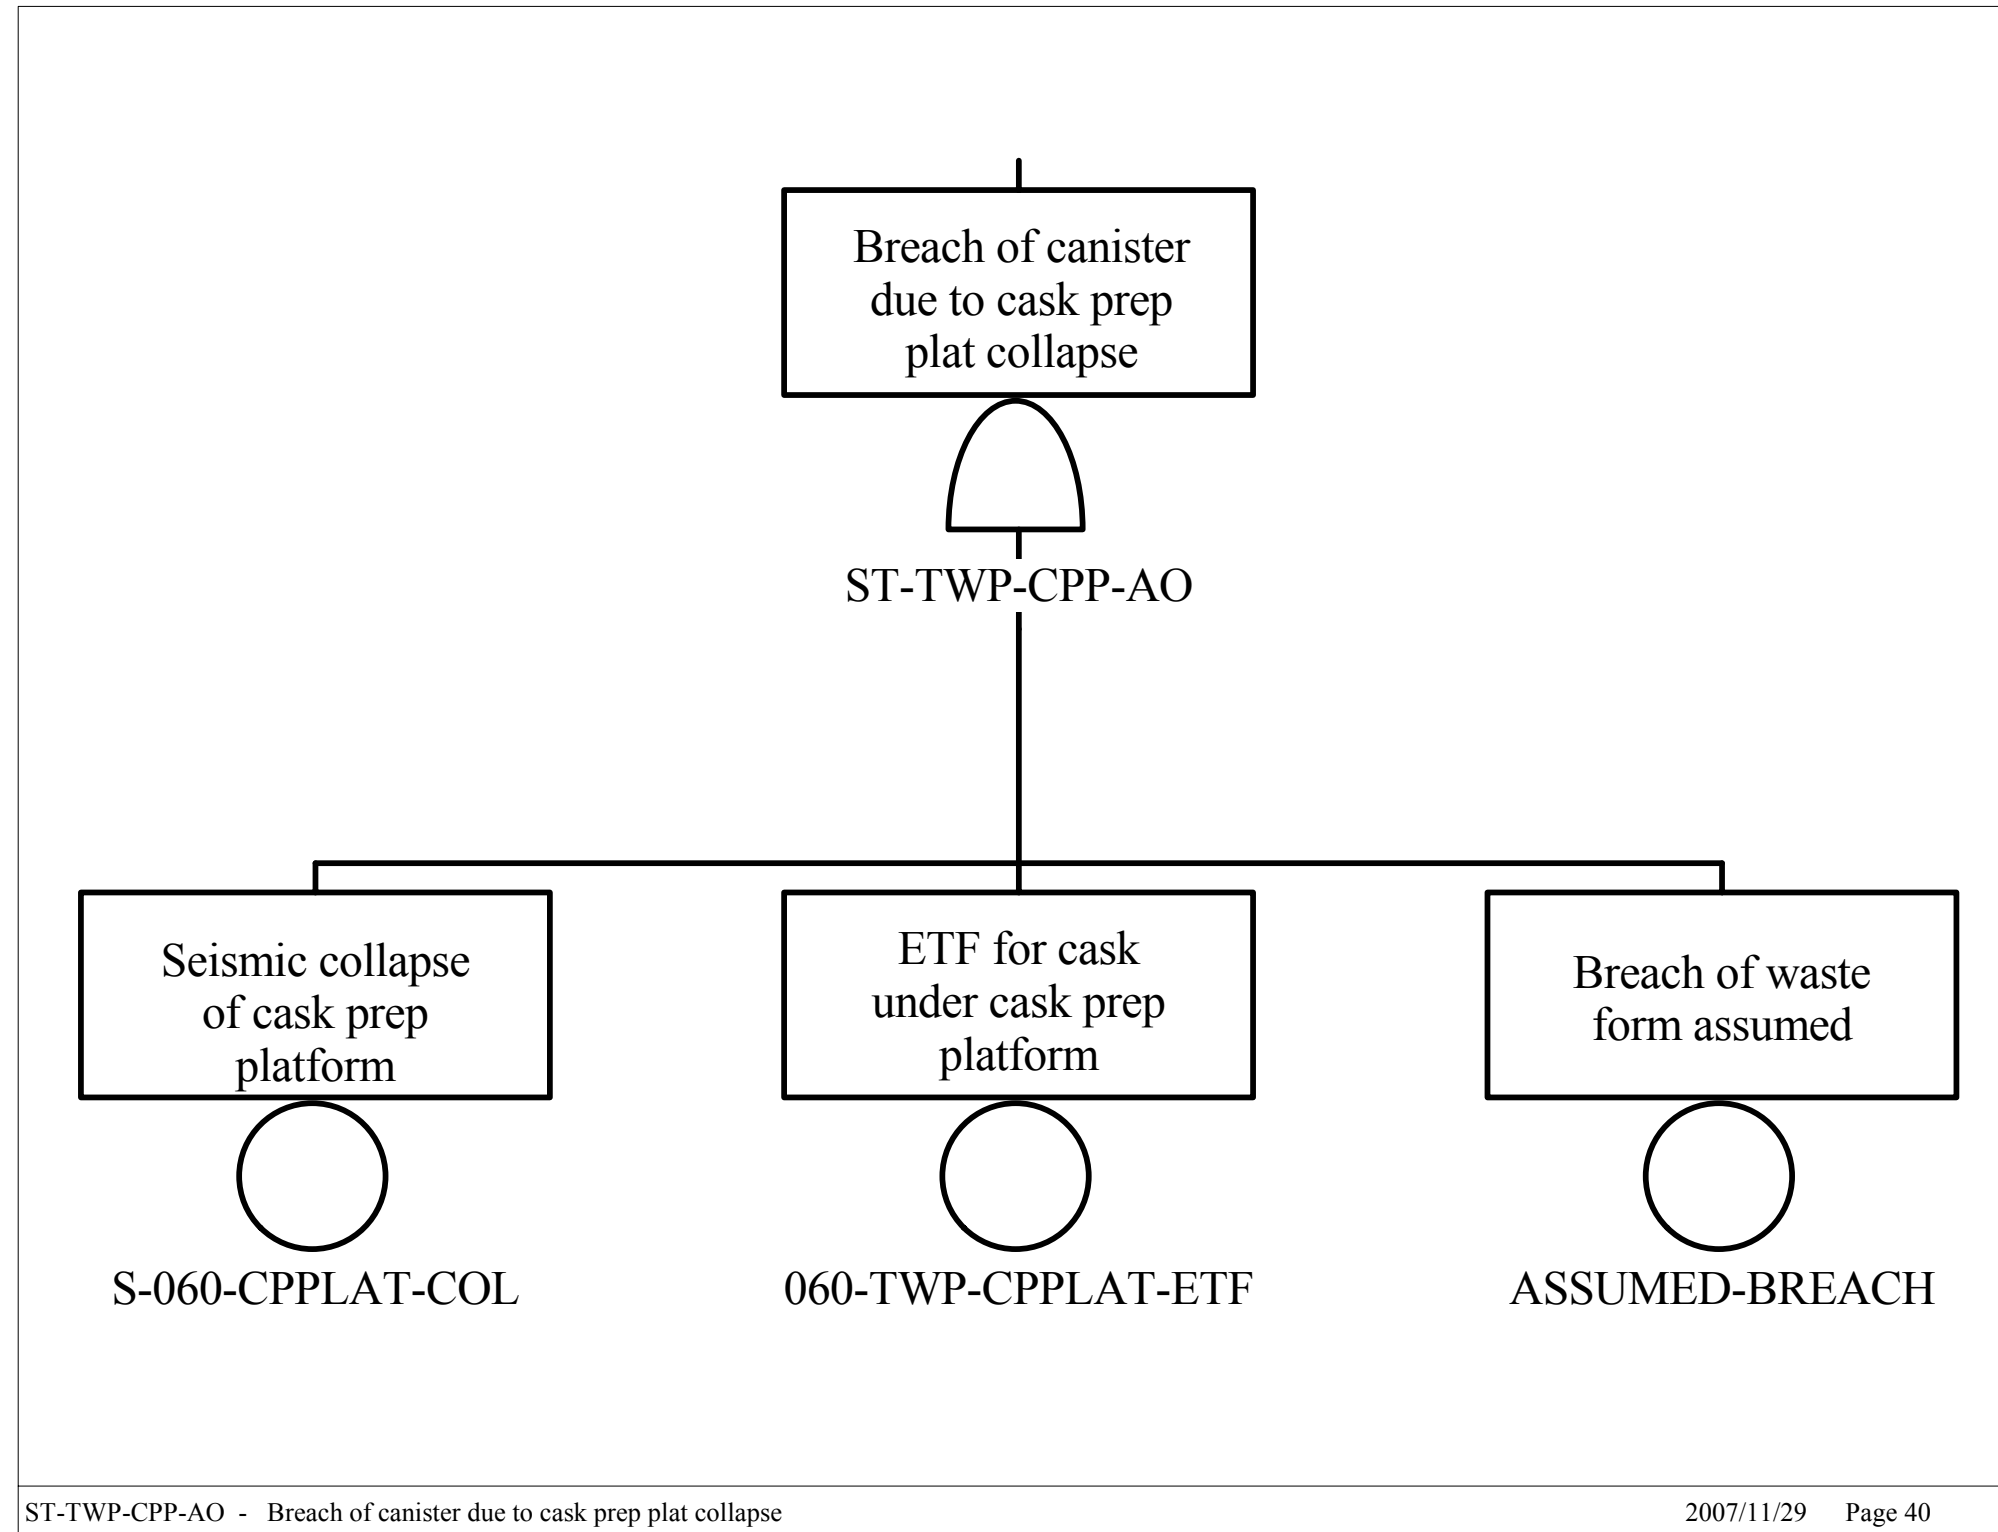 Breach of canister
due to cask prep
plat collapse
ST-TWP-CPP-AO
Seismic collapse
of cask prep
platform
S-060-CPPLAT-COL
ETF for cask
under cask prep
platform
060-TWP-CPPLAT-ETF
Breach of waste
form assumed
ASSUMED-BREACH
ST-TWP-CPP-AO - Breach of canister due to cask prep plat collapse 2007/11/29 Page 40